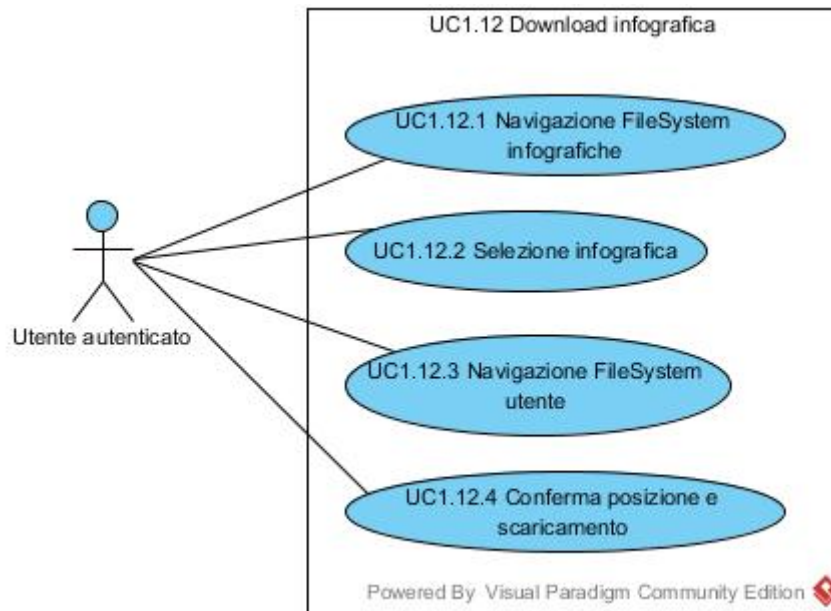 UC1.12 Download infografica
UC1.12.1 Navigazione FileSystem
infografiche
UC1.12.2 Selezione infografica
Utente autenticato
UC1.12.3 Navigazione FileSystem
utente
UC1.12.4 Conferma posizione e
scaricamento
Powered By Visual Paradigm Community Edition